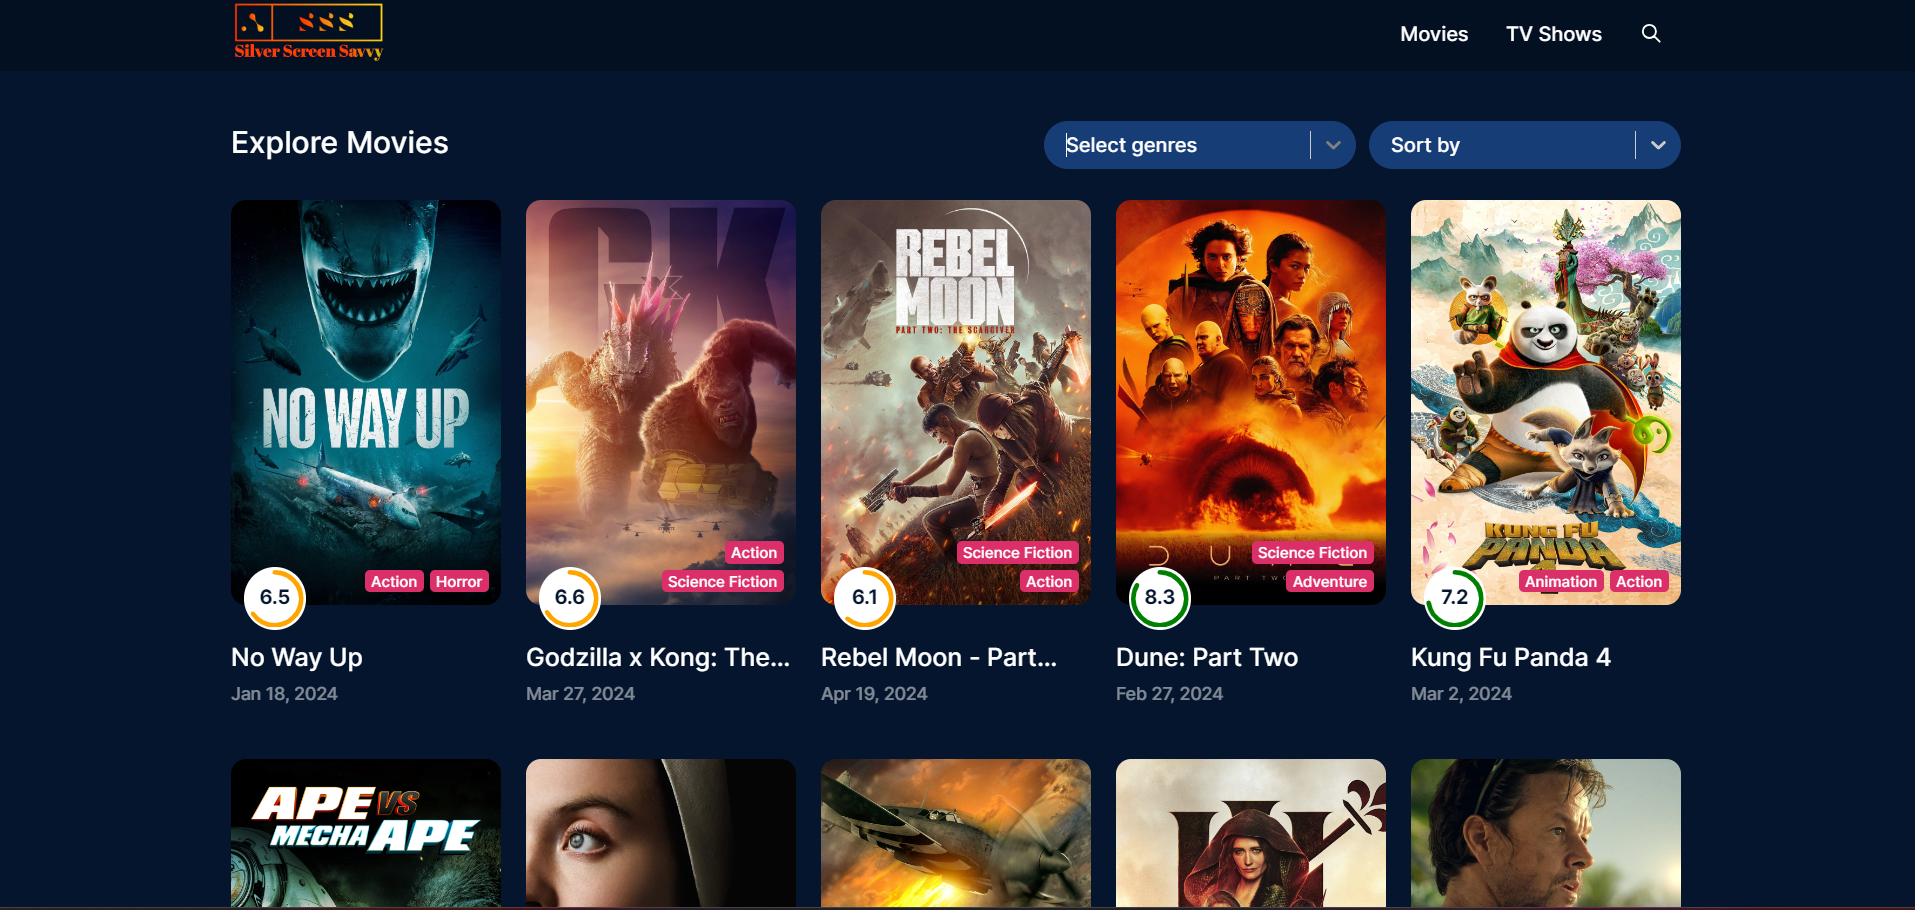 SSS
Silver Screen Savvy
Movies
TV Shows
Explore Movies
Select genres
Sort by
NO WAY UP
Action
Horror
6.5
No Way Up
Jan 18, 2024
GK
Action
Science Fiction
6.6
Godzilla x Kong: The...
Mar 27, 2024
REBEL
MOON
PART TWO: THE SCARGIVER
Science Fiction
Action
6.1
Rebel Moon - Part...
Apr 19, 2024
Science Fiction
PART TWO
Adventure
8.3
Dune: Part Two
Feb 27, 2024
KUNG FU
PANDA
Animation
Action
7.2
Kung Fu Panda 4
Mar 2, 2024
APE VS
MECHA APE